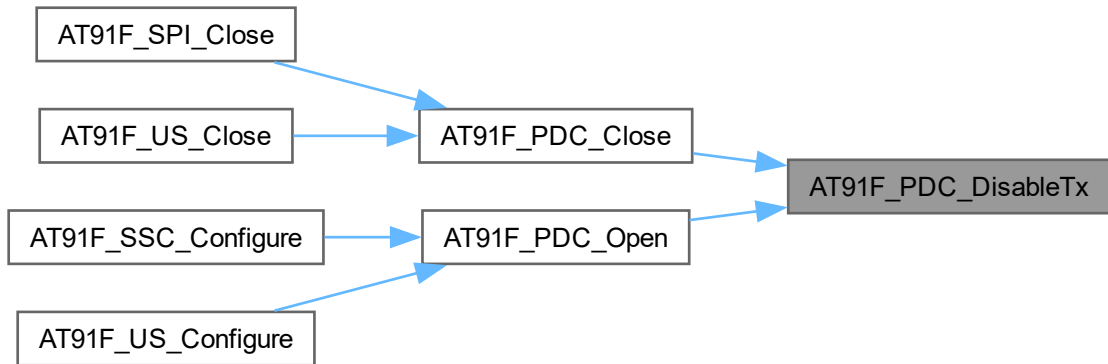 AT91F_SPI_Close
AT91F_US_Close
AT91F_PDC_Close
AT91F_PDC_DisableTx
AT91F_SSC_Configure
AT91F_PDC_Open
AT91F_US_Configure